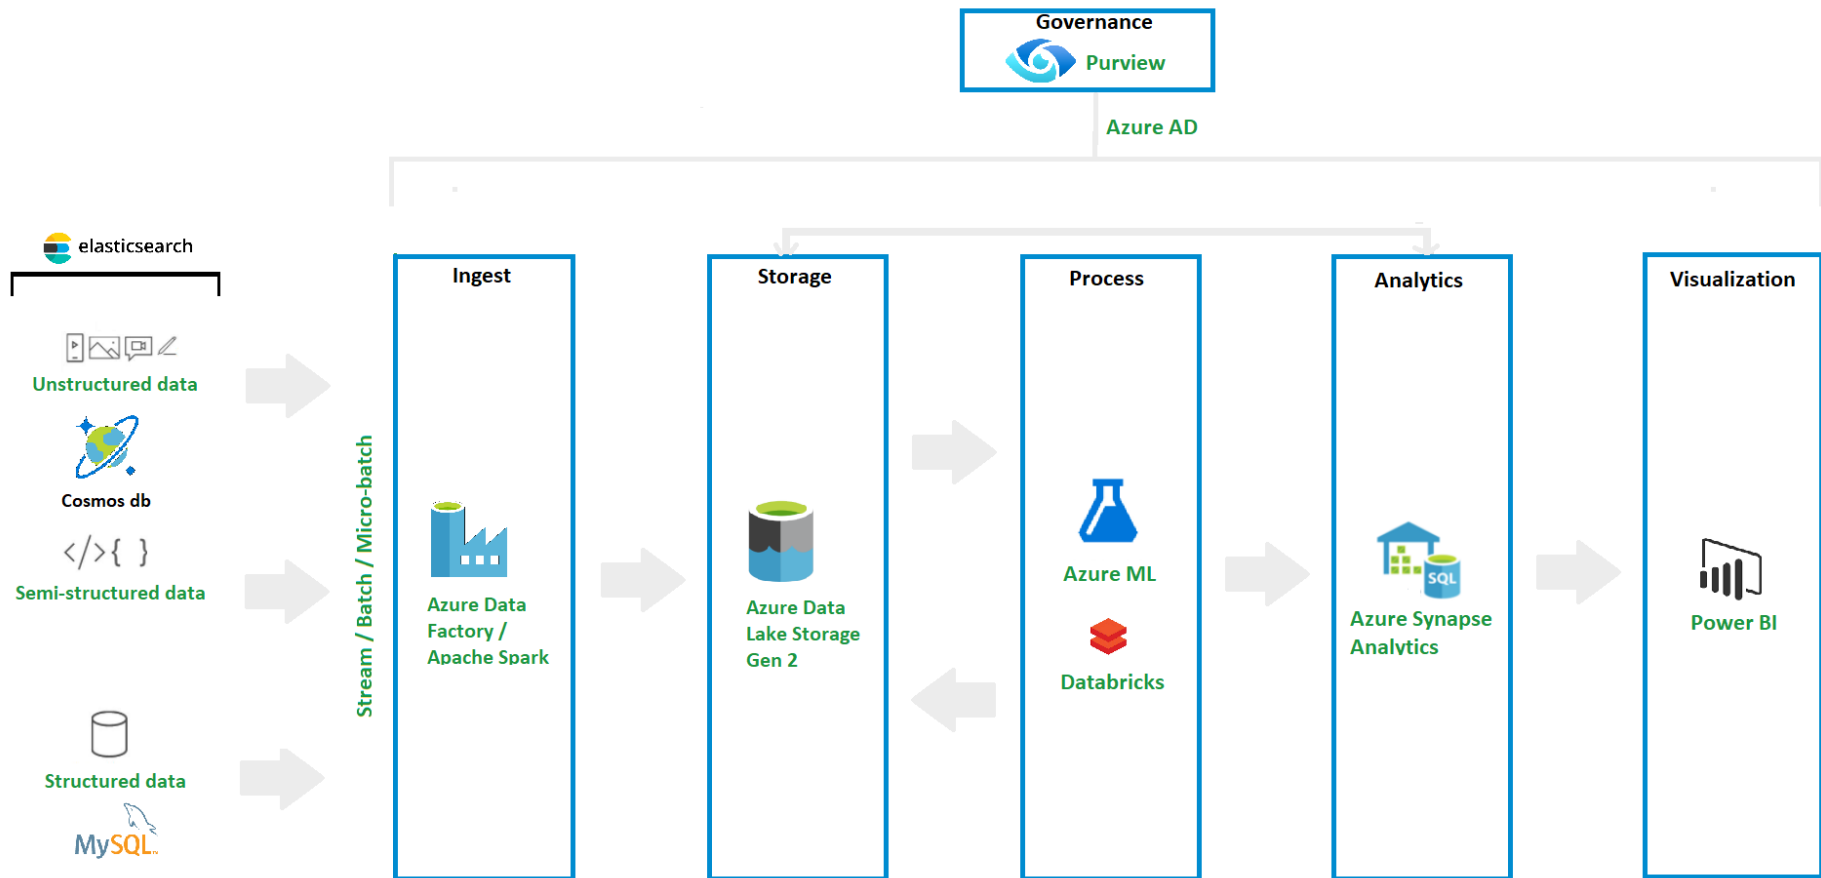 Governance
Purview
Azure AD
elasticsearch
Unstructured data
Cosmos db
</>{ }
Semi-structured data
Structured data
MySQL
Stream / Batch / Micro-batch
Ingest
Azure Data
Factory /
Apache Spark
Storage
Azure Data
Lake Storage
Gen 2
Process
Azure ML
Databricks
Analytics
SQL
Azure Synapse
Analytics
Visualization
Power BI